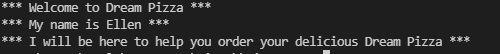 *** Welcome to Dream Pizza ***
*** My name is Ellen ***
*** I will be here to help you order your delicious Dream Pizza ***